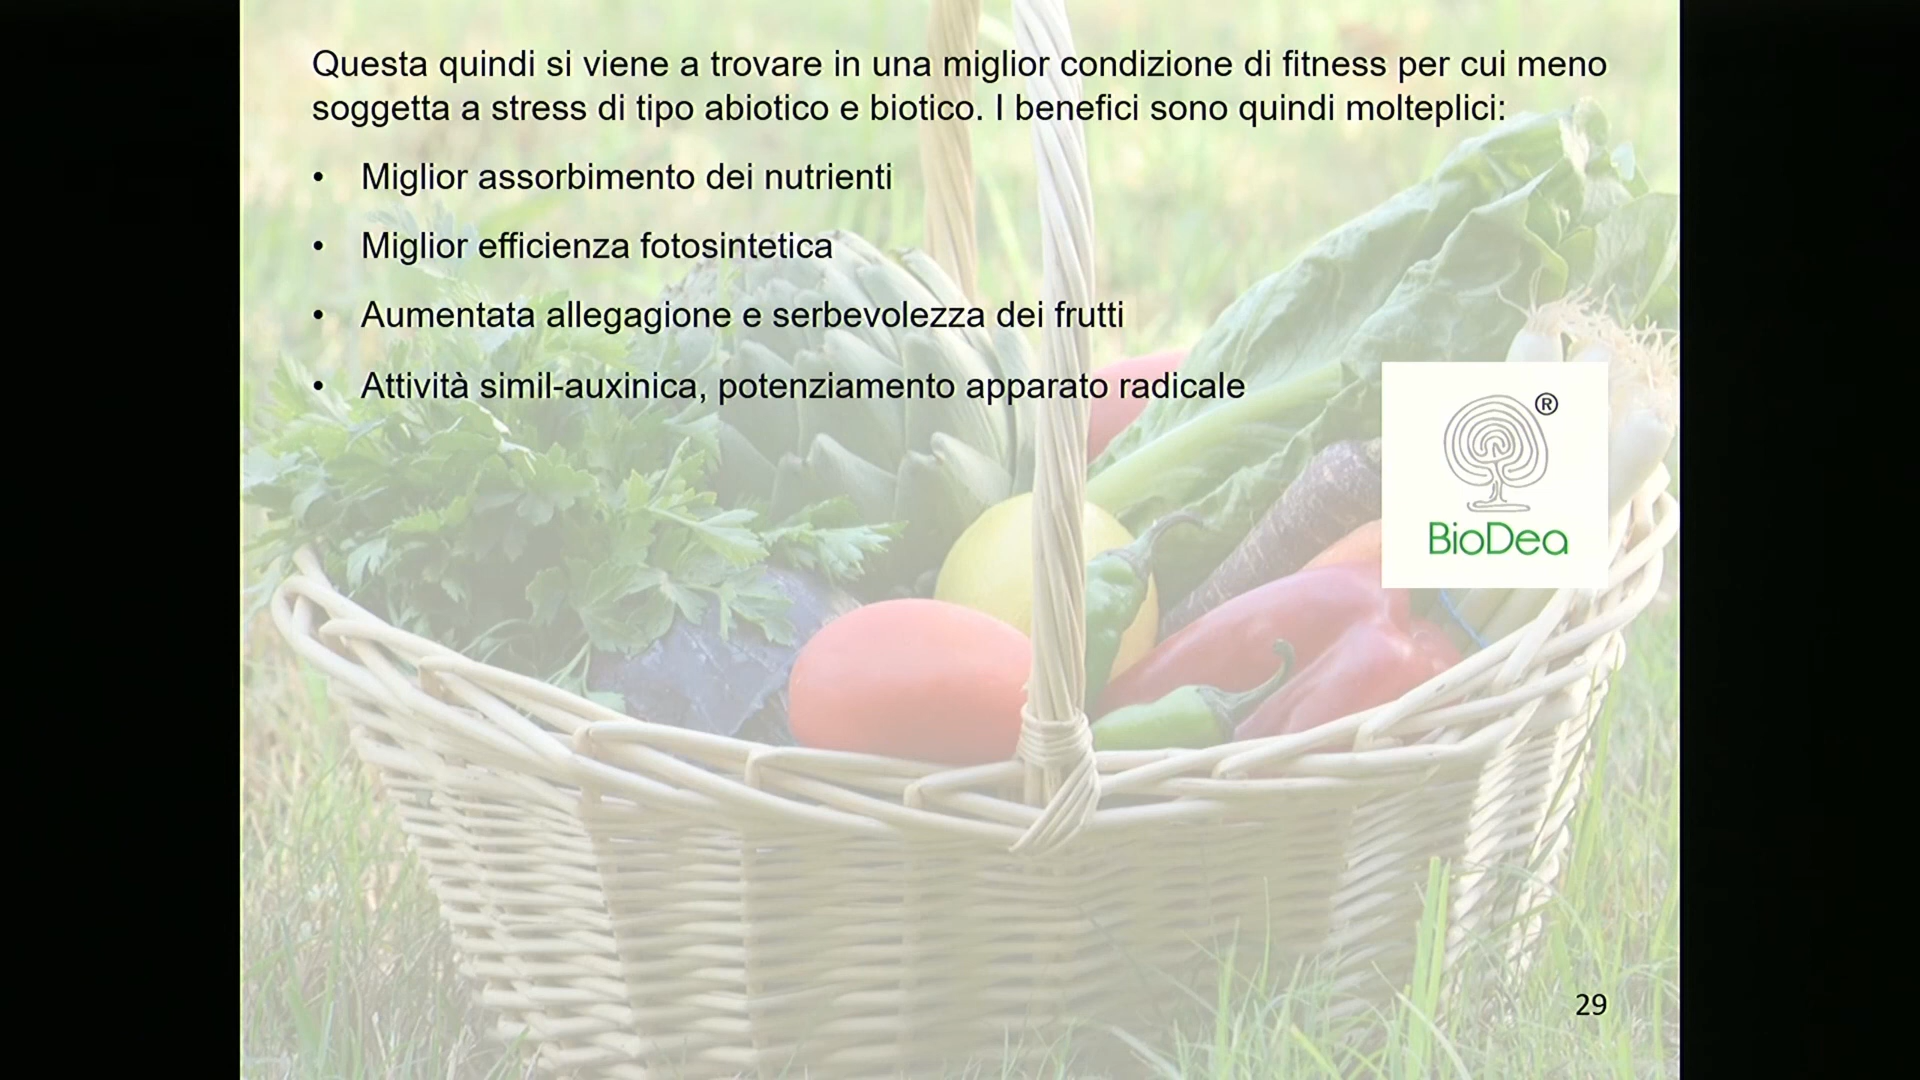 Questa quindi si viene a trovare in una miglior condizione di fitness per cui meno
soggetta a stress di tipo abiotico e biotico. I benefici sono quindi molteplici:
• Miglior assorbimento dei nutrienti
• Miglior efficienza fotosintetica
• Aumentata allegagione e serbevolezza dei frutti
• Attività simil-auxinica, potenziamento apparato radicale
®
BioDea
29